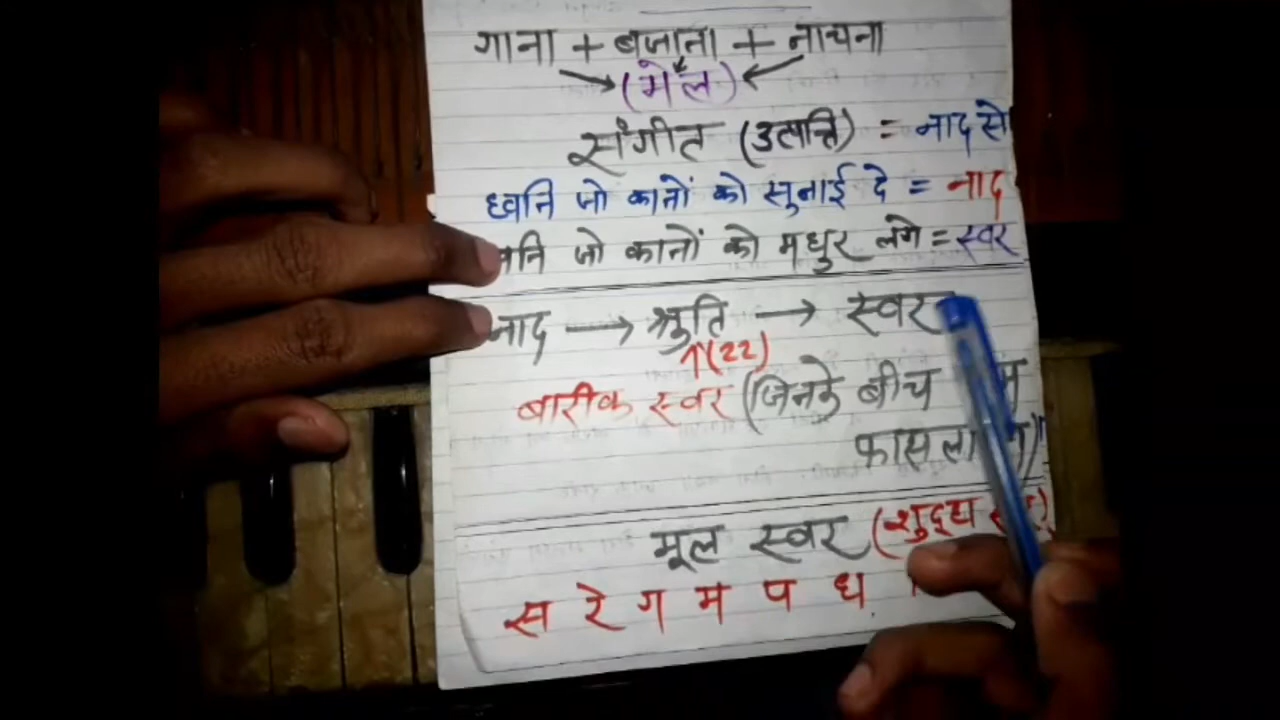 गाना + बजाना + नाचना
(मेल)
संगीत (उत्पत्ति) = नाद से
ध्वनि जो कानों को सुनाई दे = नाद
जो कानों को मधुर लगे = स्वर
नाद → श्रुति → स्वर
↑(22)
बारीक स्वर (जिनके बीच
फासला
मूल स्वर (शुद्ध
स रे ग म प ध